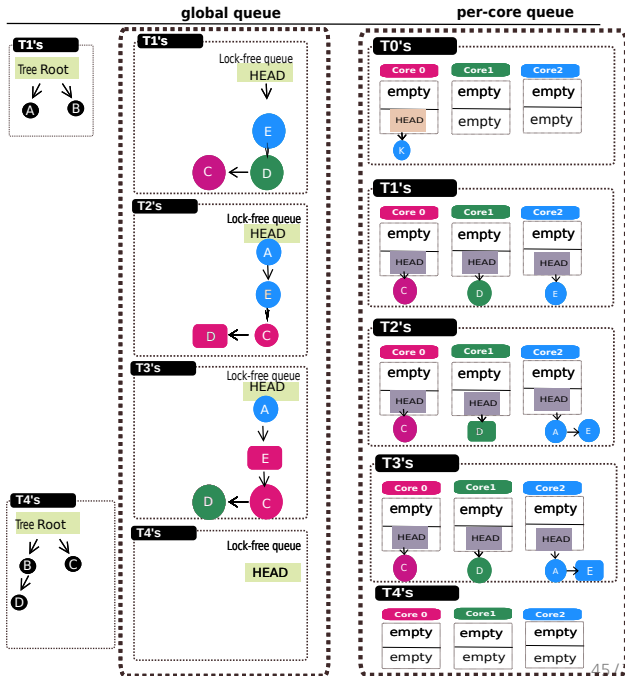 global queue
per-core queue
T1's
Tree Root
A
B
T4's
Tree Root
B
C
D
T1's
Lock-free queue
HEAD
E
C
D
T2's
Lock-free queue
HEAD
A
E
D
C
T3's
Lock-free queue
HEAD
A
E
D
C
T4's
Lock-free queue
HEAD
T0's
Core 0 Core1 Core2
empty empty empty
HEAD empty empty
K
T1's
Core 0 Core1 Core2
empty empty empty
HEAD HEAD HEAD
C D E
T2's
Core 0 Core1 Core2
empty empty empty
HEAD HEAD HEAD
C D A E
T3's
Core 0 Core1 Core2
empty empty empty
HEAD HEAD HEAD
C D A E
T4's
Core 0 Core1 Core2
empty empty empty
empty empty empty
45/